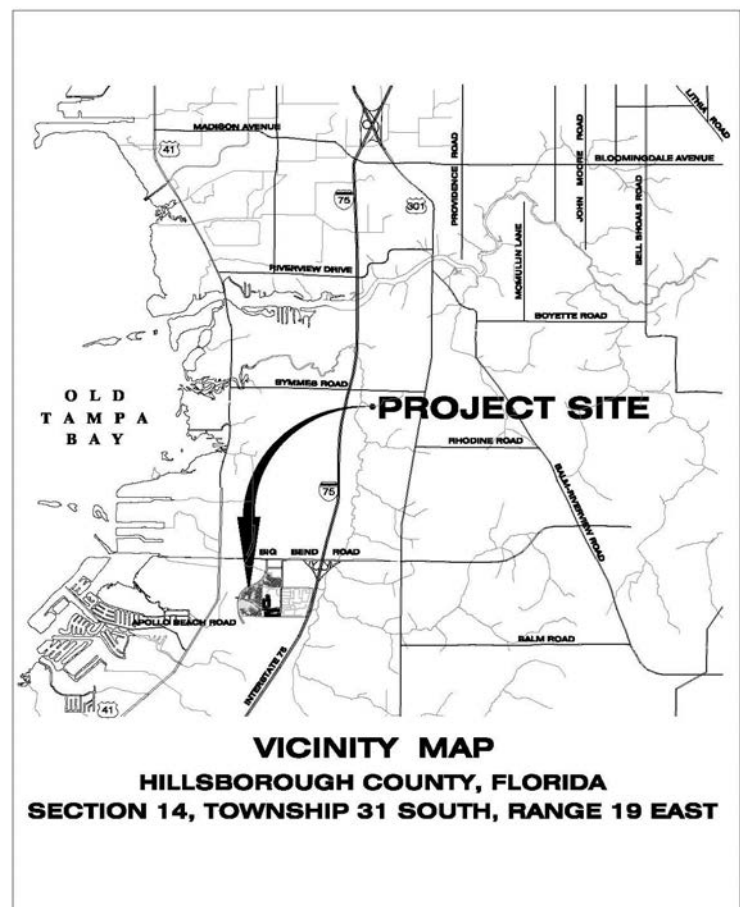 LITHIA ROAD
MADISON AVENUE
41
PROVIDENCE ROAD
JOHN MOORE ROAD
BLOOMINGDALE AVENUE
75
301
BELL SHOALS ROAD
MCMULLIN LANE
RIVERVIEW DRIVE
BOYETTE ROAD
SYMMES ROAD
OLD
TAMPA
BAY
PROJECT SITE
RHODINE ROAD
BALM-RIVERVIEW ROAD
75
BIG BEND ROAD
APOLLO BEACH ROAD
BALM ROAD
INTERSTATE 75
41
VICINITY MAP
HILLSBOROUGH COUNTY, FLORIDA
SECTION 14, TOWNSHIP 31 SOUTH, RANGE 19 EAST